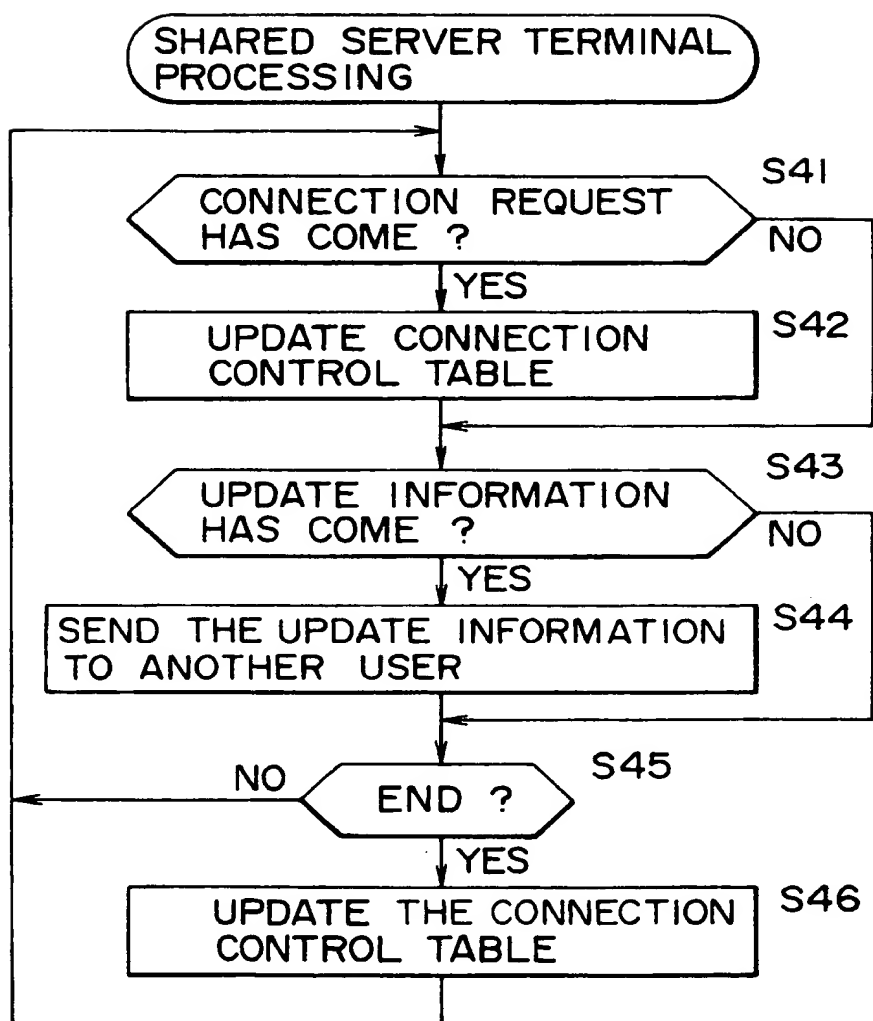 SHARED SERVER TERMINAL
PROCESSING
S41
CONNECTION REQUEST
HAS COME ?
NO
YES
S42
UPDATE CONNECTION
CONTROL TABLE
S43
UPDATE INFORMATION
HAS COME ?
NO
YES
S44
SEND THE UPDATE INFORMATION
TO ANOTHER USER
S45
NO
END ?
YES
S46
UPDATE THE CONNECTION
CONTROL TABLE